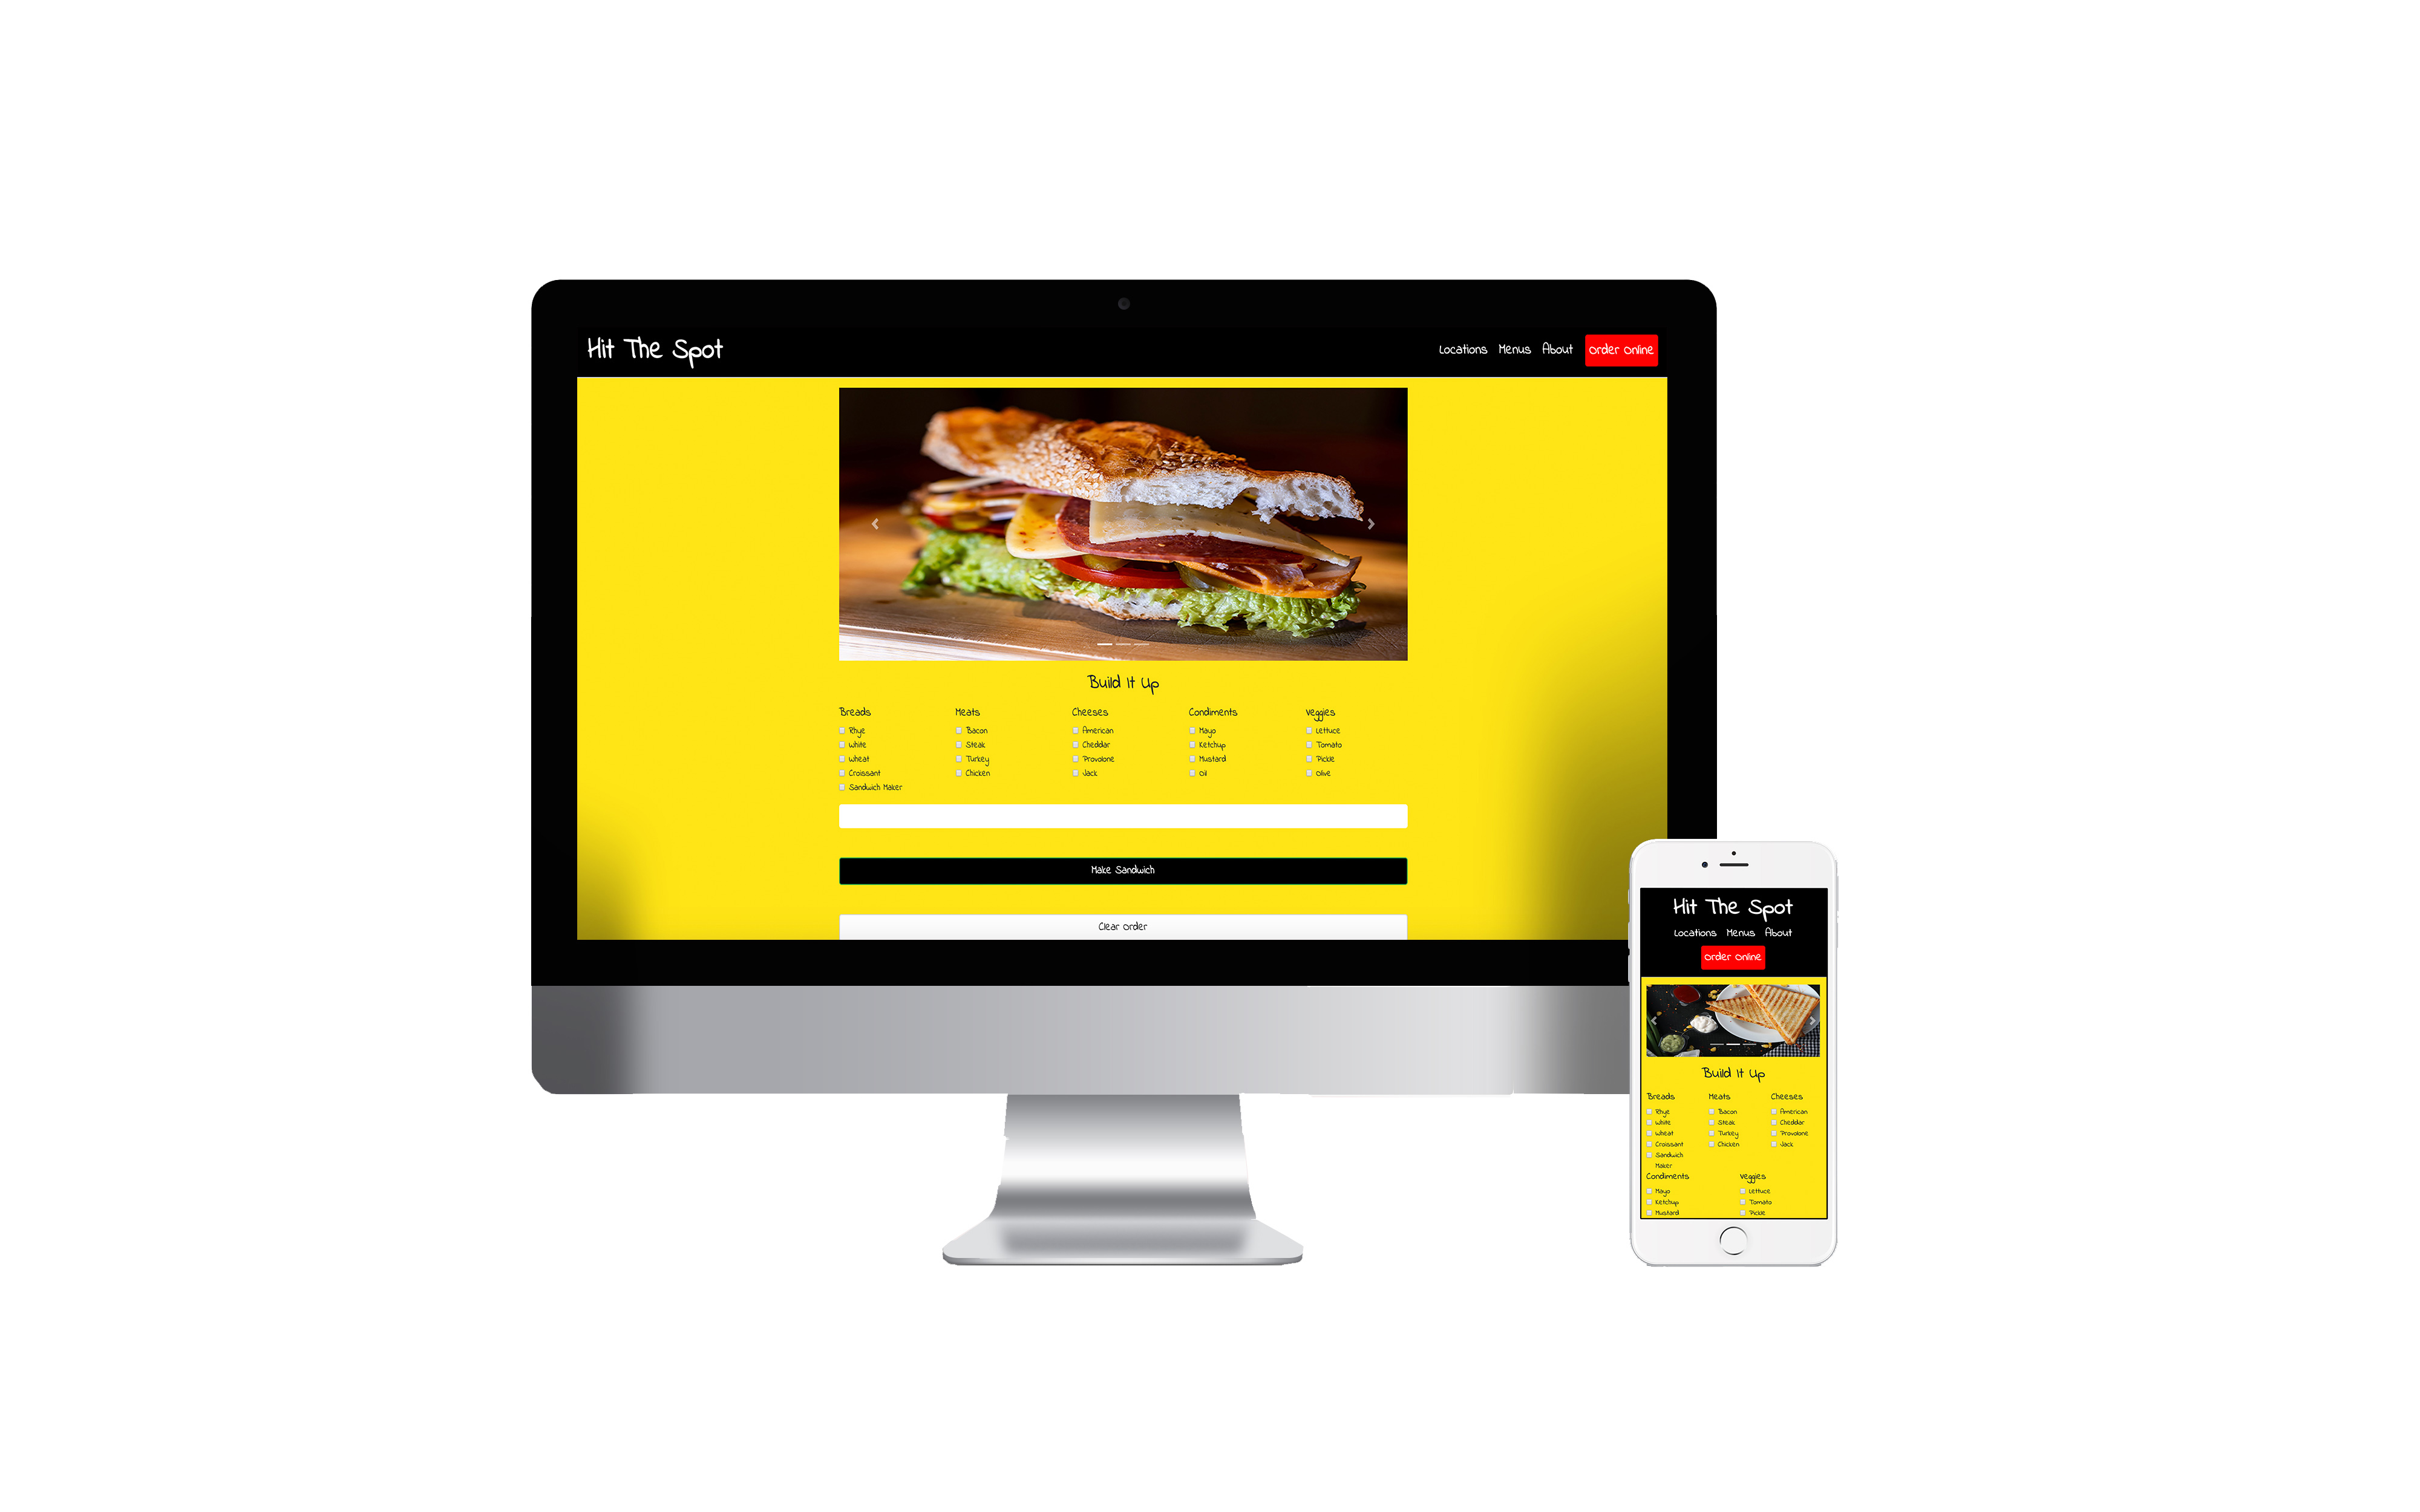 Hit The Spot
Locations Menus About Order Online
Build It Up
Breads Meats Cheeses Condiments Veggies
Rhye Bacon American Mayo Lettuce
White Steak Cheddar Ketchup Tomato
Wheat Turkey Provolone Mustard Pickle
Croissant Chicken Jack Oil Olive
Sandwich Maker
Make Sandwich
Clear Order
Hit The Spot
Locations Menus About
Order Online
Build It Up
Breads Meats Cheeses
Rhye Bacon American
White Steak Cheddar
Wheat Turkey Provolone
Croissant Chicken Jack
Sandwich
Maker
Condiments Veggies
Mayo Lettuce
Ketchup Tomato
Mustard Pickle